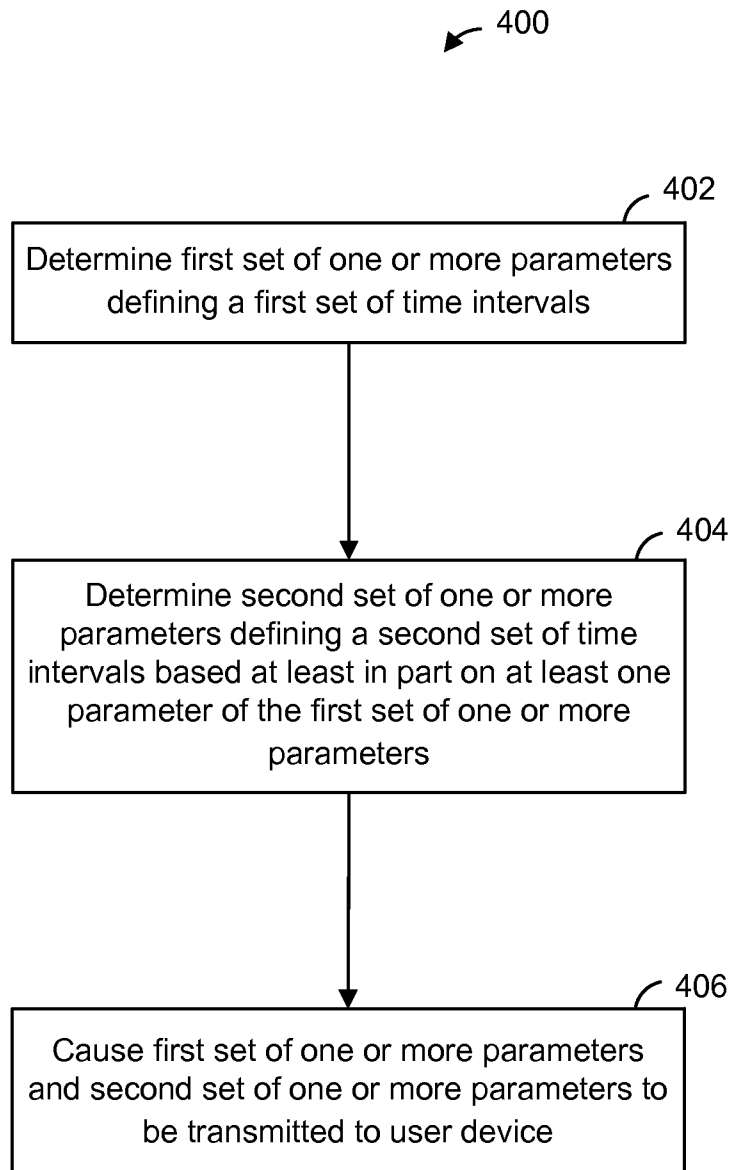 400
402
Determine first set of one or more parameters
defining a first set of time intervals
404
Determine second set of one or more
parameters defining a second set of time
intervals based at least in part on at least one
parameter of the first set of one or more
parameters
406
Cause first set of one or more parameters
and second set of one or more parameters to
be transmitted to user device